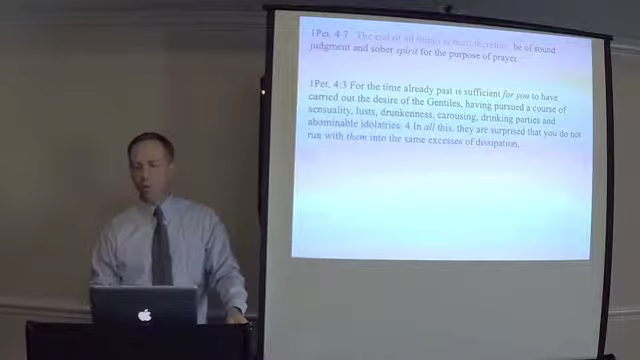 1Pet. 4:7 The end of all things is near; therefore, be of sound
judgment and sober spirit for the purpose of prayer.
1Pet. 4:3 For the time already past is sufficient for you to have
carried out the desire of the Gentiles, having pursued a course of
sensuality, lusts, drunkenness, carousing, drinking parties and
abominable idolatries. 4 In all this, they are surprised that you do not
run with them into the same excesses of dissipation,